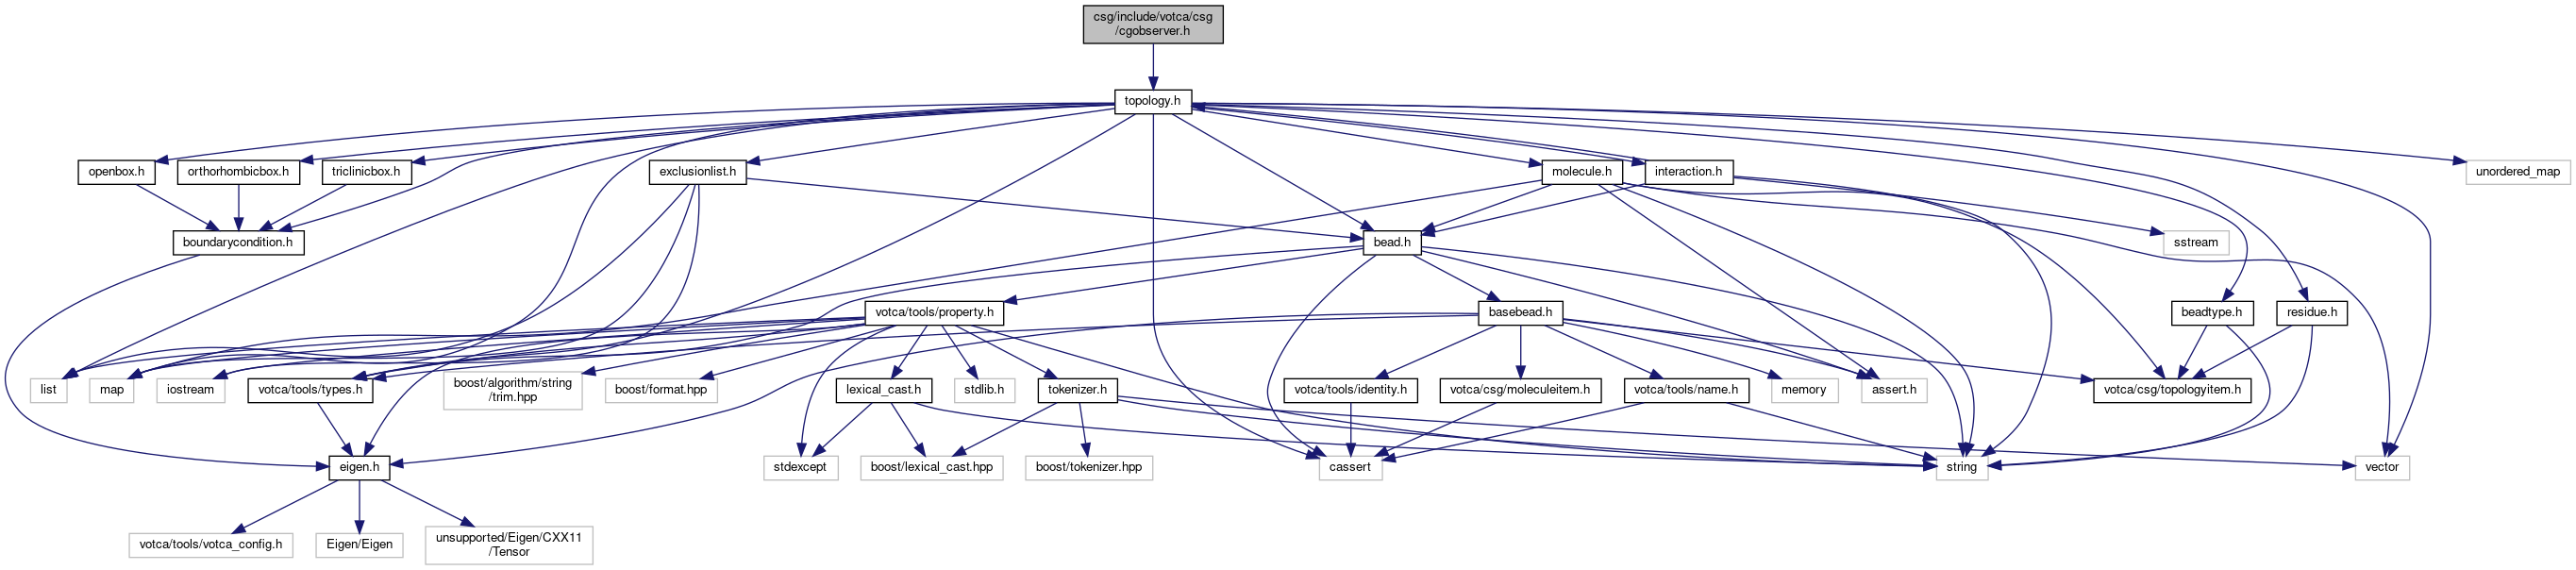 csg/include/votca/csg
/cgobserver.h
topology.h
openbox.h
orthorhombicbox.h
triclinicbox.h
exclusionlist.h
molecule.h
interaction.h
unordered_map
boundarycondition.h
bead.h
sstream
votca/tools/property.h
basebead.h
beadtype.h
residue.h
list
map
iostream
votca/tools/types.h
boost/algorithm/string
/trim.hpp
boost/format.hpp
lexical_cast.h
stdlib.h
tokenizer.h
votca/tools/identity.h
votca/csg/moleculeitem.h
votca/tools/name.h
memory
assert.h
votca/csg/topologyitem.h
eigen.h
stdexcept
boost/lexical_cast.hpp
boost/tokenizer.hpp
cassert
string
vector
votca/tools/votca_config.h
Eigen/Eigen
unsupported/Eigen/CXX11
/Tensor